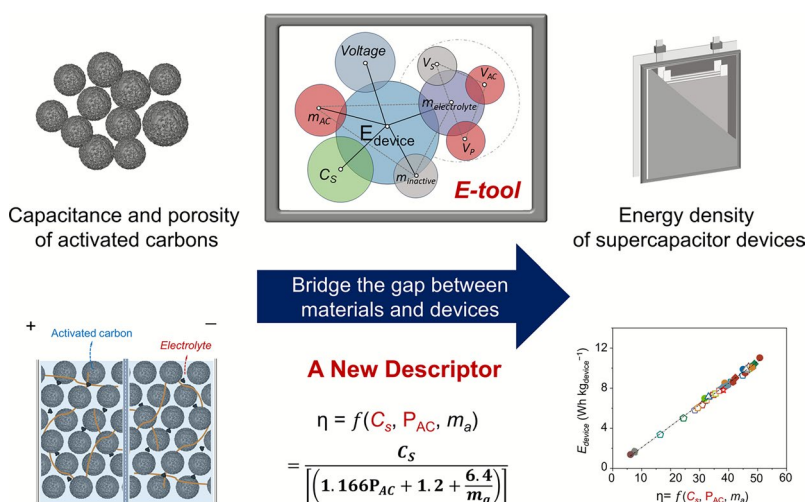 Voltage
V_S
V_AC
m_AC
m_electrolyte
E_device
V_P
C_S
m_inactive
E-tool
Capacitance and porosity
of activated carbons
Energy density
of supercapacitor devices
Bridge the gap between
materials and devices
+
−
Activated carbon
Electrolyte
A New Descriptor
η = f(C_s, P_AC, m_a)
= C_S / [(1.166P_AC + 1.2 + 6.4/m_a)]
E_device (Wh kg_device⁻¹)
12
8
4
0
0 10 20 30 40 50 60
η= f(C_s, P_AC, m_a)